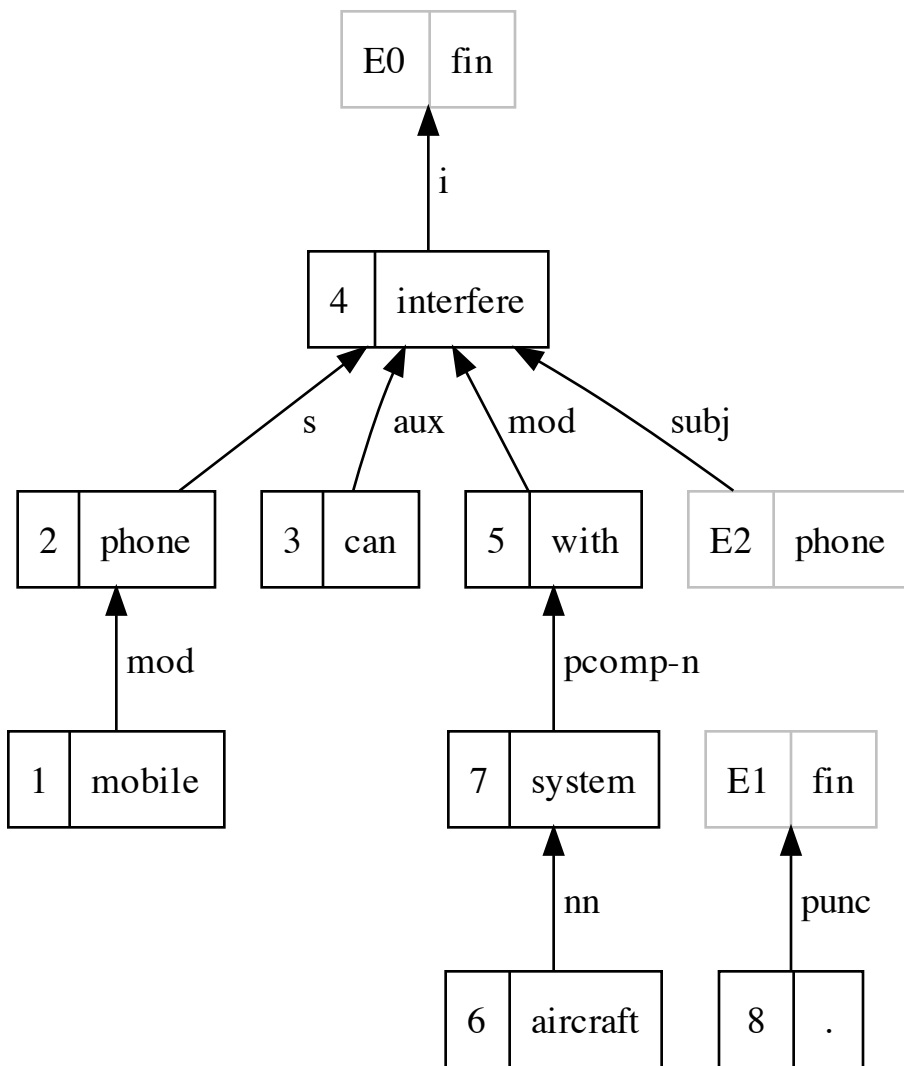 E0 fin
i
4 interfere
s aux mod subj
2 phone 3 can 5 with E2 phone
mod pcomp-n
1 mobile 7 system E1 fin
nn punc
6 aircraft 8 .